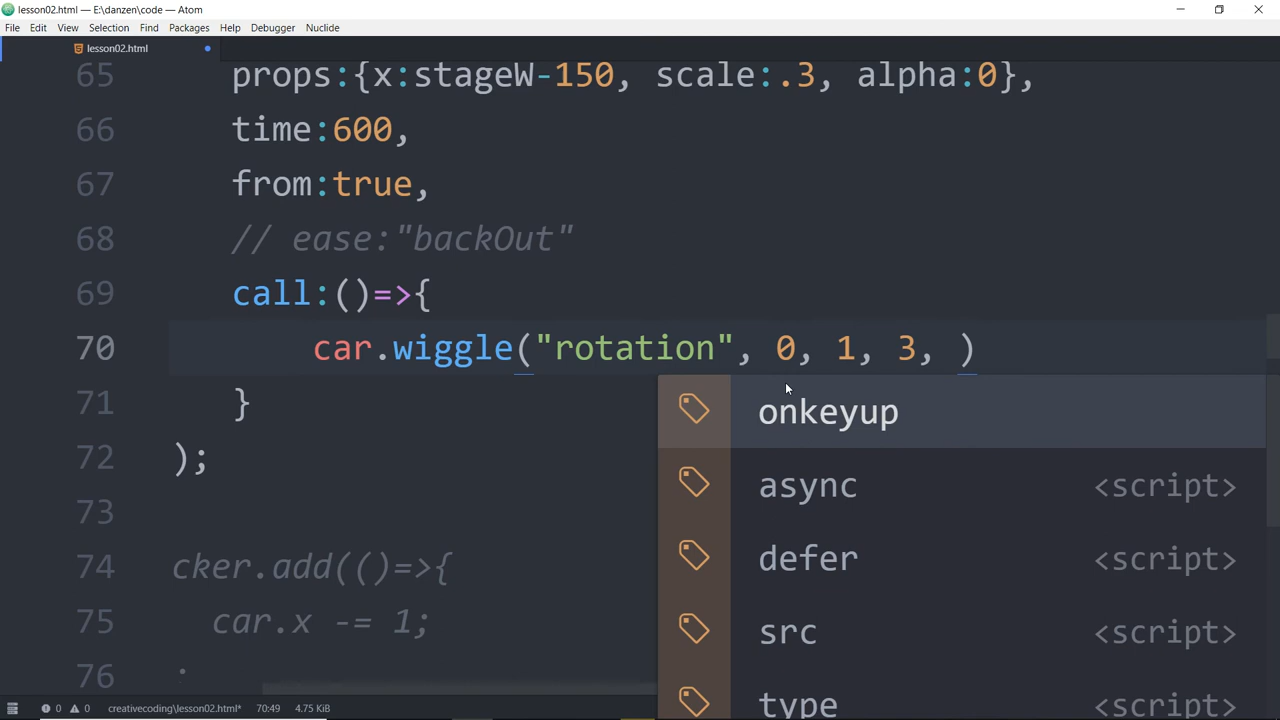 lesson02.html — E:\danzen\code — Atom
File Edit View Selection Find Packages Help Debugger Nuclide
lesson02.html
65 props:{x:stageW-150, scale:.3, alpha:0},
66 time:600,
67 from:true,
68 // ease:"backOut"
69 call:()=>{
70 car.wiggle("rotation", 0, 1, 3, )
71 }
72 );
73
74 cker.add(()=>{
75 car.x -= 1;
76
onkeyup
async <script>
defer <script>
src <script>
type <script>
0 0 creativecoding\lesson02.html* 70:49 4.75 KiB